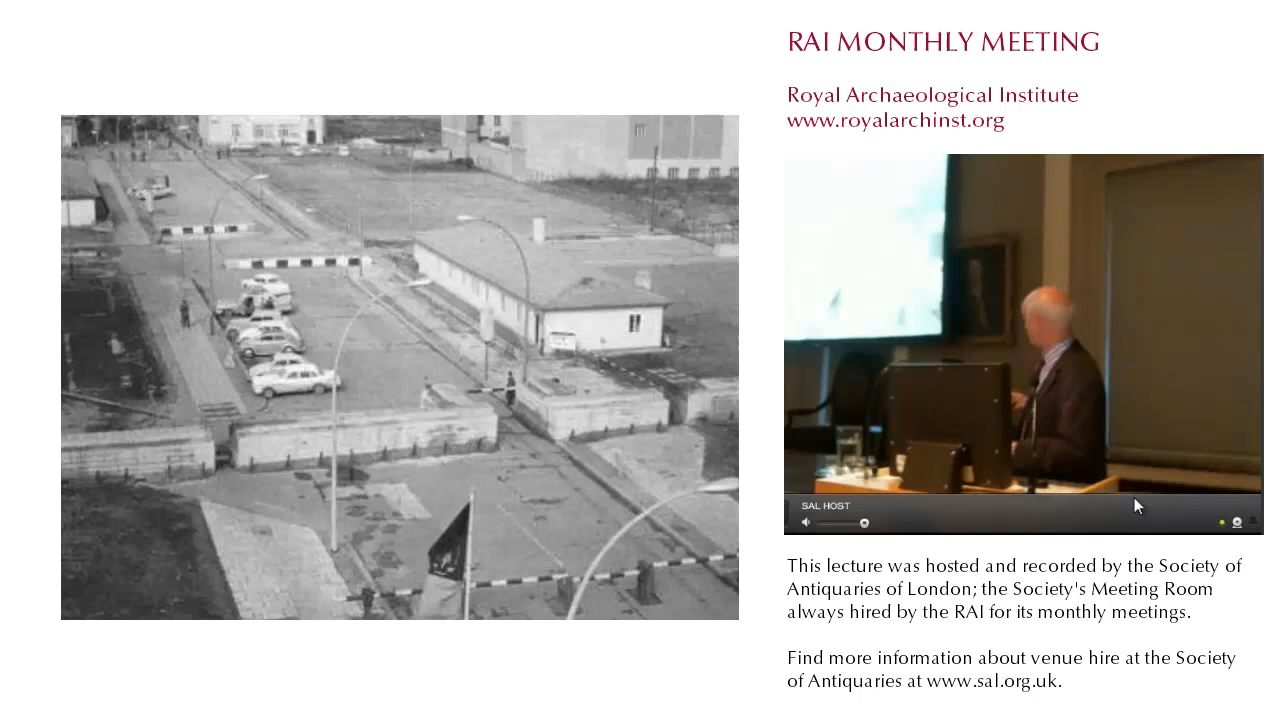 RAI MONTHLY MEETING
Royal Archaeological Institute
www.royalarchinst.org
SAL HOST
This lecture was hosted and recorded by the Society of
Antiquaries of London; the Society's Meeting Room
always hired by the RAI for its monthly meetings.
Find more information about venue hire at the Society
of Antiquaries at www.sal.org.uk.